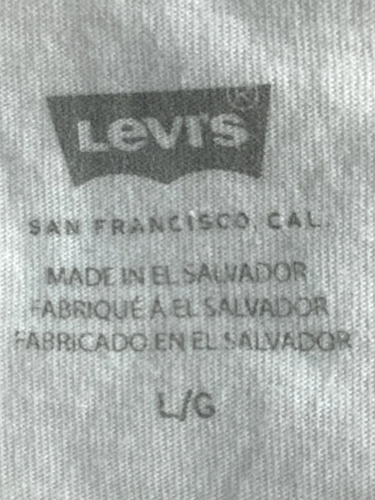 Levi's®
SAN FRANCISCO, CAL.
MADE IN EL SALVADOR
FABRIQUÉ A EL SALVADOR
FABRICADO EN EL SALVADOR
L/G